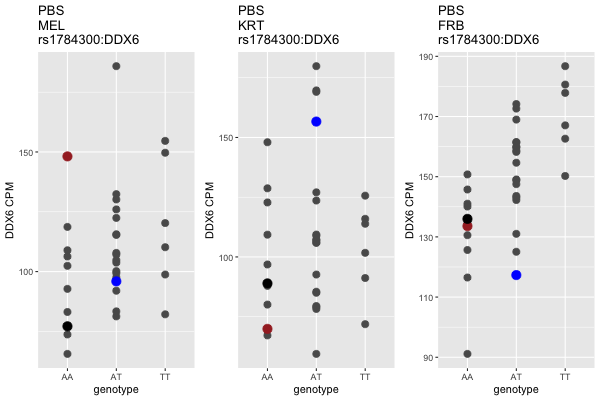 PBS
MEL
rs1784300:DDX6
DDX6 CPM
150
100
AA
AT
TT
genotype
PBS
KRT
rs1784300:DDX6
DDX6 CPM
150
100
AA
AT
TT
genotype
PBS
FRB
rs1784300:DDX6
DDX6 CPM
190
170
150
130
110
90
AA
AT
TT
genotype